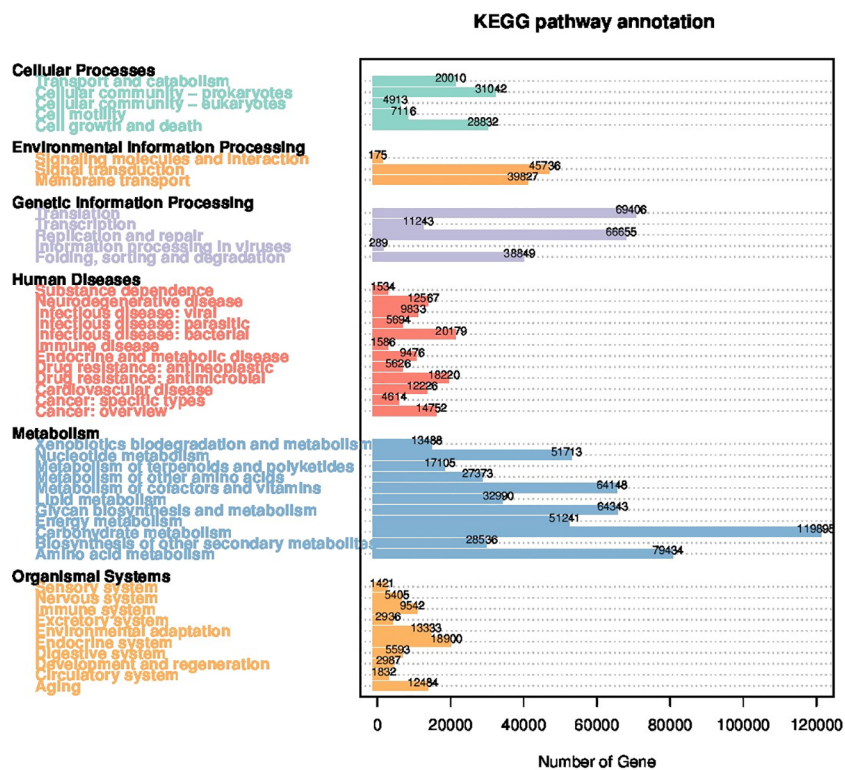 KEGG pathway annotation
Cellular Processes
Transport and catabolism 20010
Cellular community – prokaryotes 31042
Cellular community – eukaryotes 4913
Cell motility 7116
Cell growth and death 28832
Environmental Information Processing
Signaling molecules and interaction 175
Signal transduction 45736
Membrane transport 39827
Genetic Information Processing
Translation 69406
Transcription 11243
Replication and repair 66655
Information processing in viruses 289
Folding, sorting and degradation 38849
Human Diseases
Substance dependence 1534
Neurodegenerative disease 12567
Infectious disease: viral 9833
Infectious disease: parasitic 5694
Infectious disease: bacterial 20179
Immune disease 1586
Endocrine and metabolic disease 9476
Drug resistance: antineoplastic 5626
Drug resistance: antimicrobial 18220
Cardiovascular disease 12226
Cancer: specific types 4614
Cancer: overview 14752
Metabolism
Xenobiotics biodegradation and metabolism 13488
Nucleotide metabolism 51713
Metabolism of terpenoids and polyketides 17105
Metabolism of other amino acids 27373
Metabolism of cofactors and vitamins 64148
Lipid metabolism 32990
Glycan biosynthesis and metabolism 64343
Energy metabolism 51241
Carbohydrate metabolism 119895
Biosynthesis of other secondary metabolites 28536
Amino acid metabolism 79434
Organismal Systems
Sensory system 1421
Nervous system 5405
Immune system 9542
Excretory system 2936
Environmental adaptation 13333
Endocrine system 18900
Digestive system 5593
Development and regeneration 2987
Circulatory system 1832
Aging 12484
0 20000 40000 60000 80000 100000 120000
Number of Gene